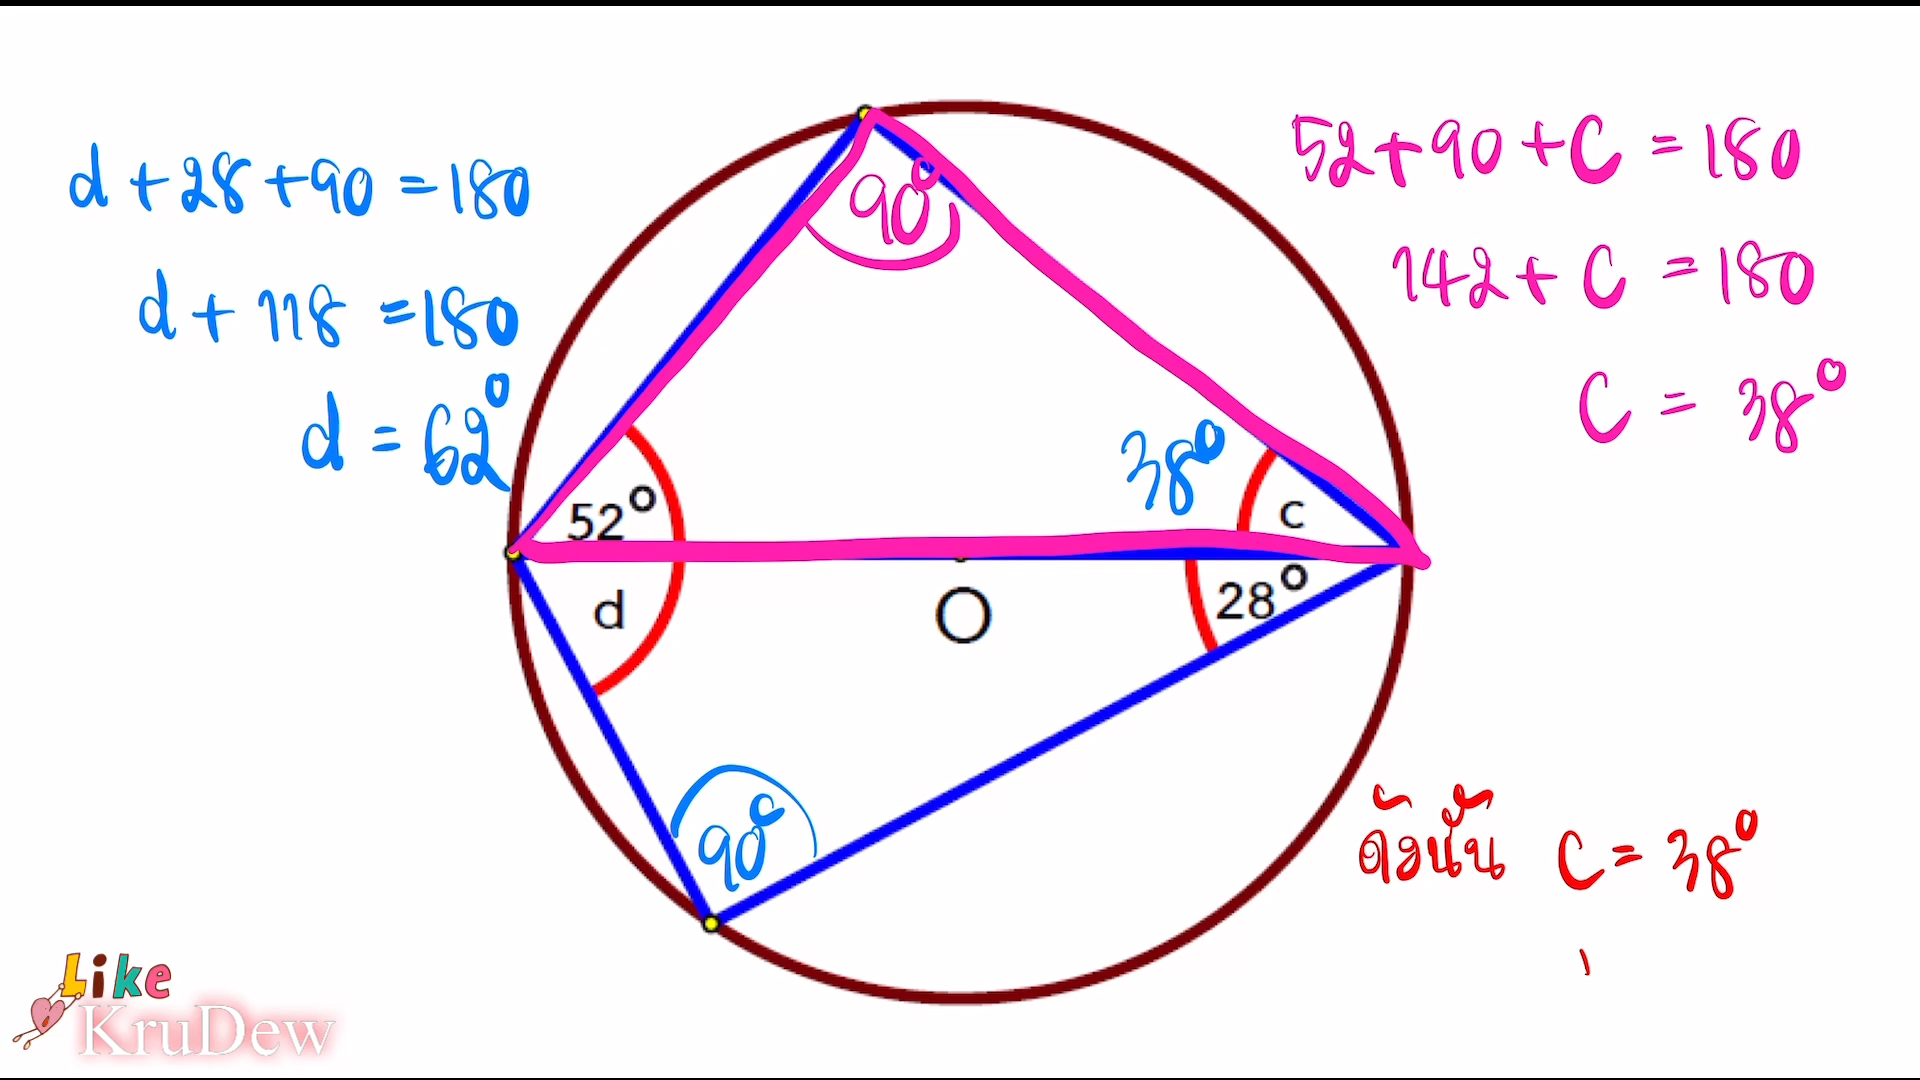 d + 28 + 90 = 180
d + 118 = 180
d = 62°
52 + 90 + C = 180
142 + C = 180
C = 38°
90°
38°
52°
c
d
O
28°
90°
ดังนั้น C = 38°
Like
KruDew